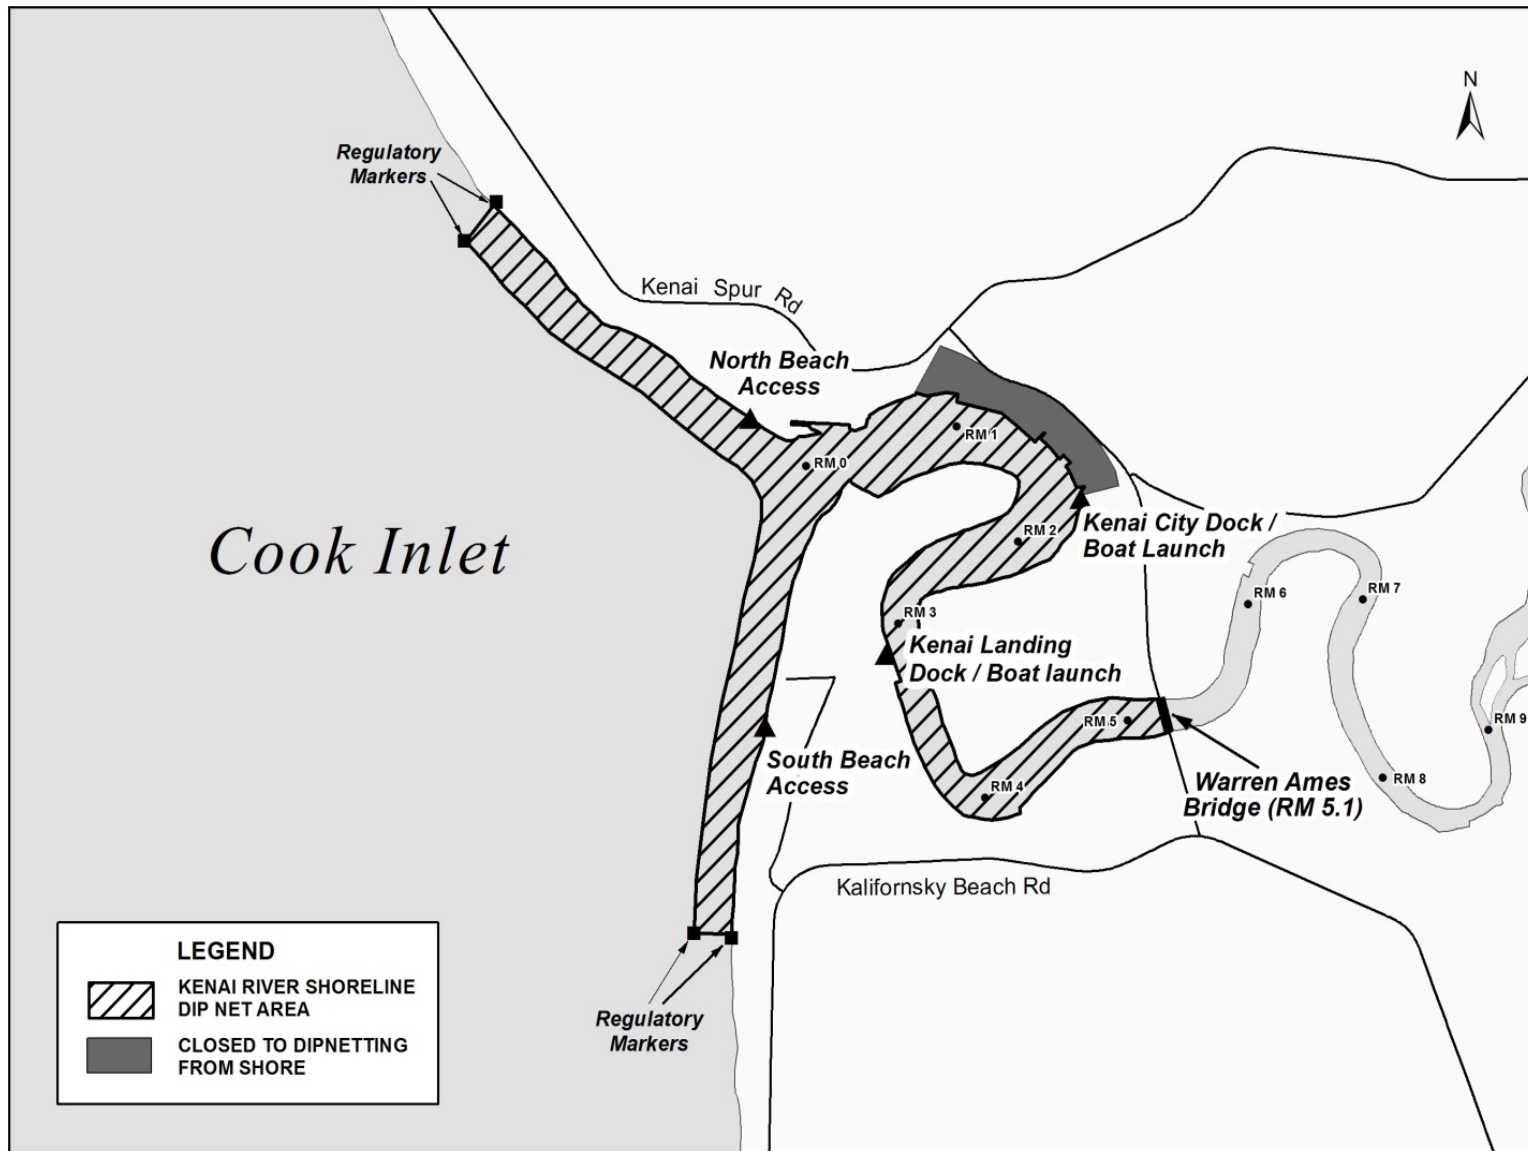 N
Regulatory
Markers
Kenai Spur Rd
North Beach
Access
RM 1
RM 0
Kenai City Dock /
Boat Launch
RM 2
Cook Inlet
RM 6
RM 7
RM 3
Kenai Landing
Dock / Boat launch
RM 5
RM 9
South Beach
Access
RM 4
Warren Ames
Bridge (RM 5.1)
RM 8
Kalifornsky Beach Rd
Regulatory
Markers
LEGEND
KENAI RIVER SHORELINE
DIP NET AREA
CLOSED TO DIPNETTING
FROM SHORE